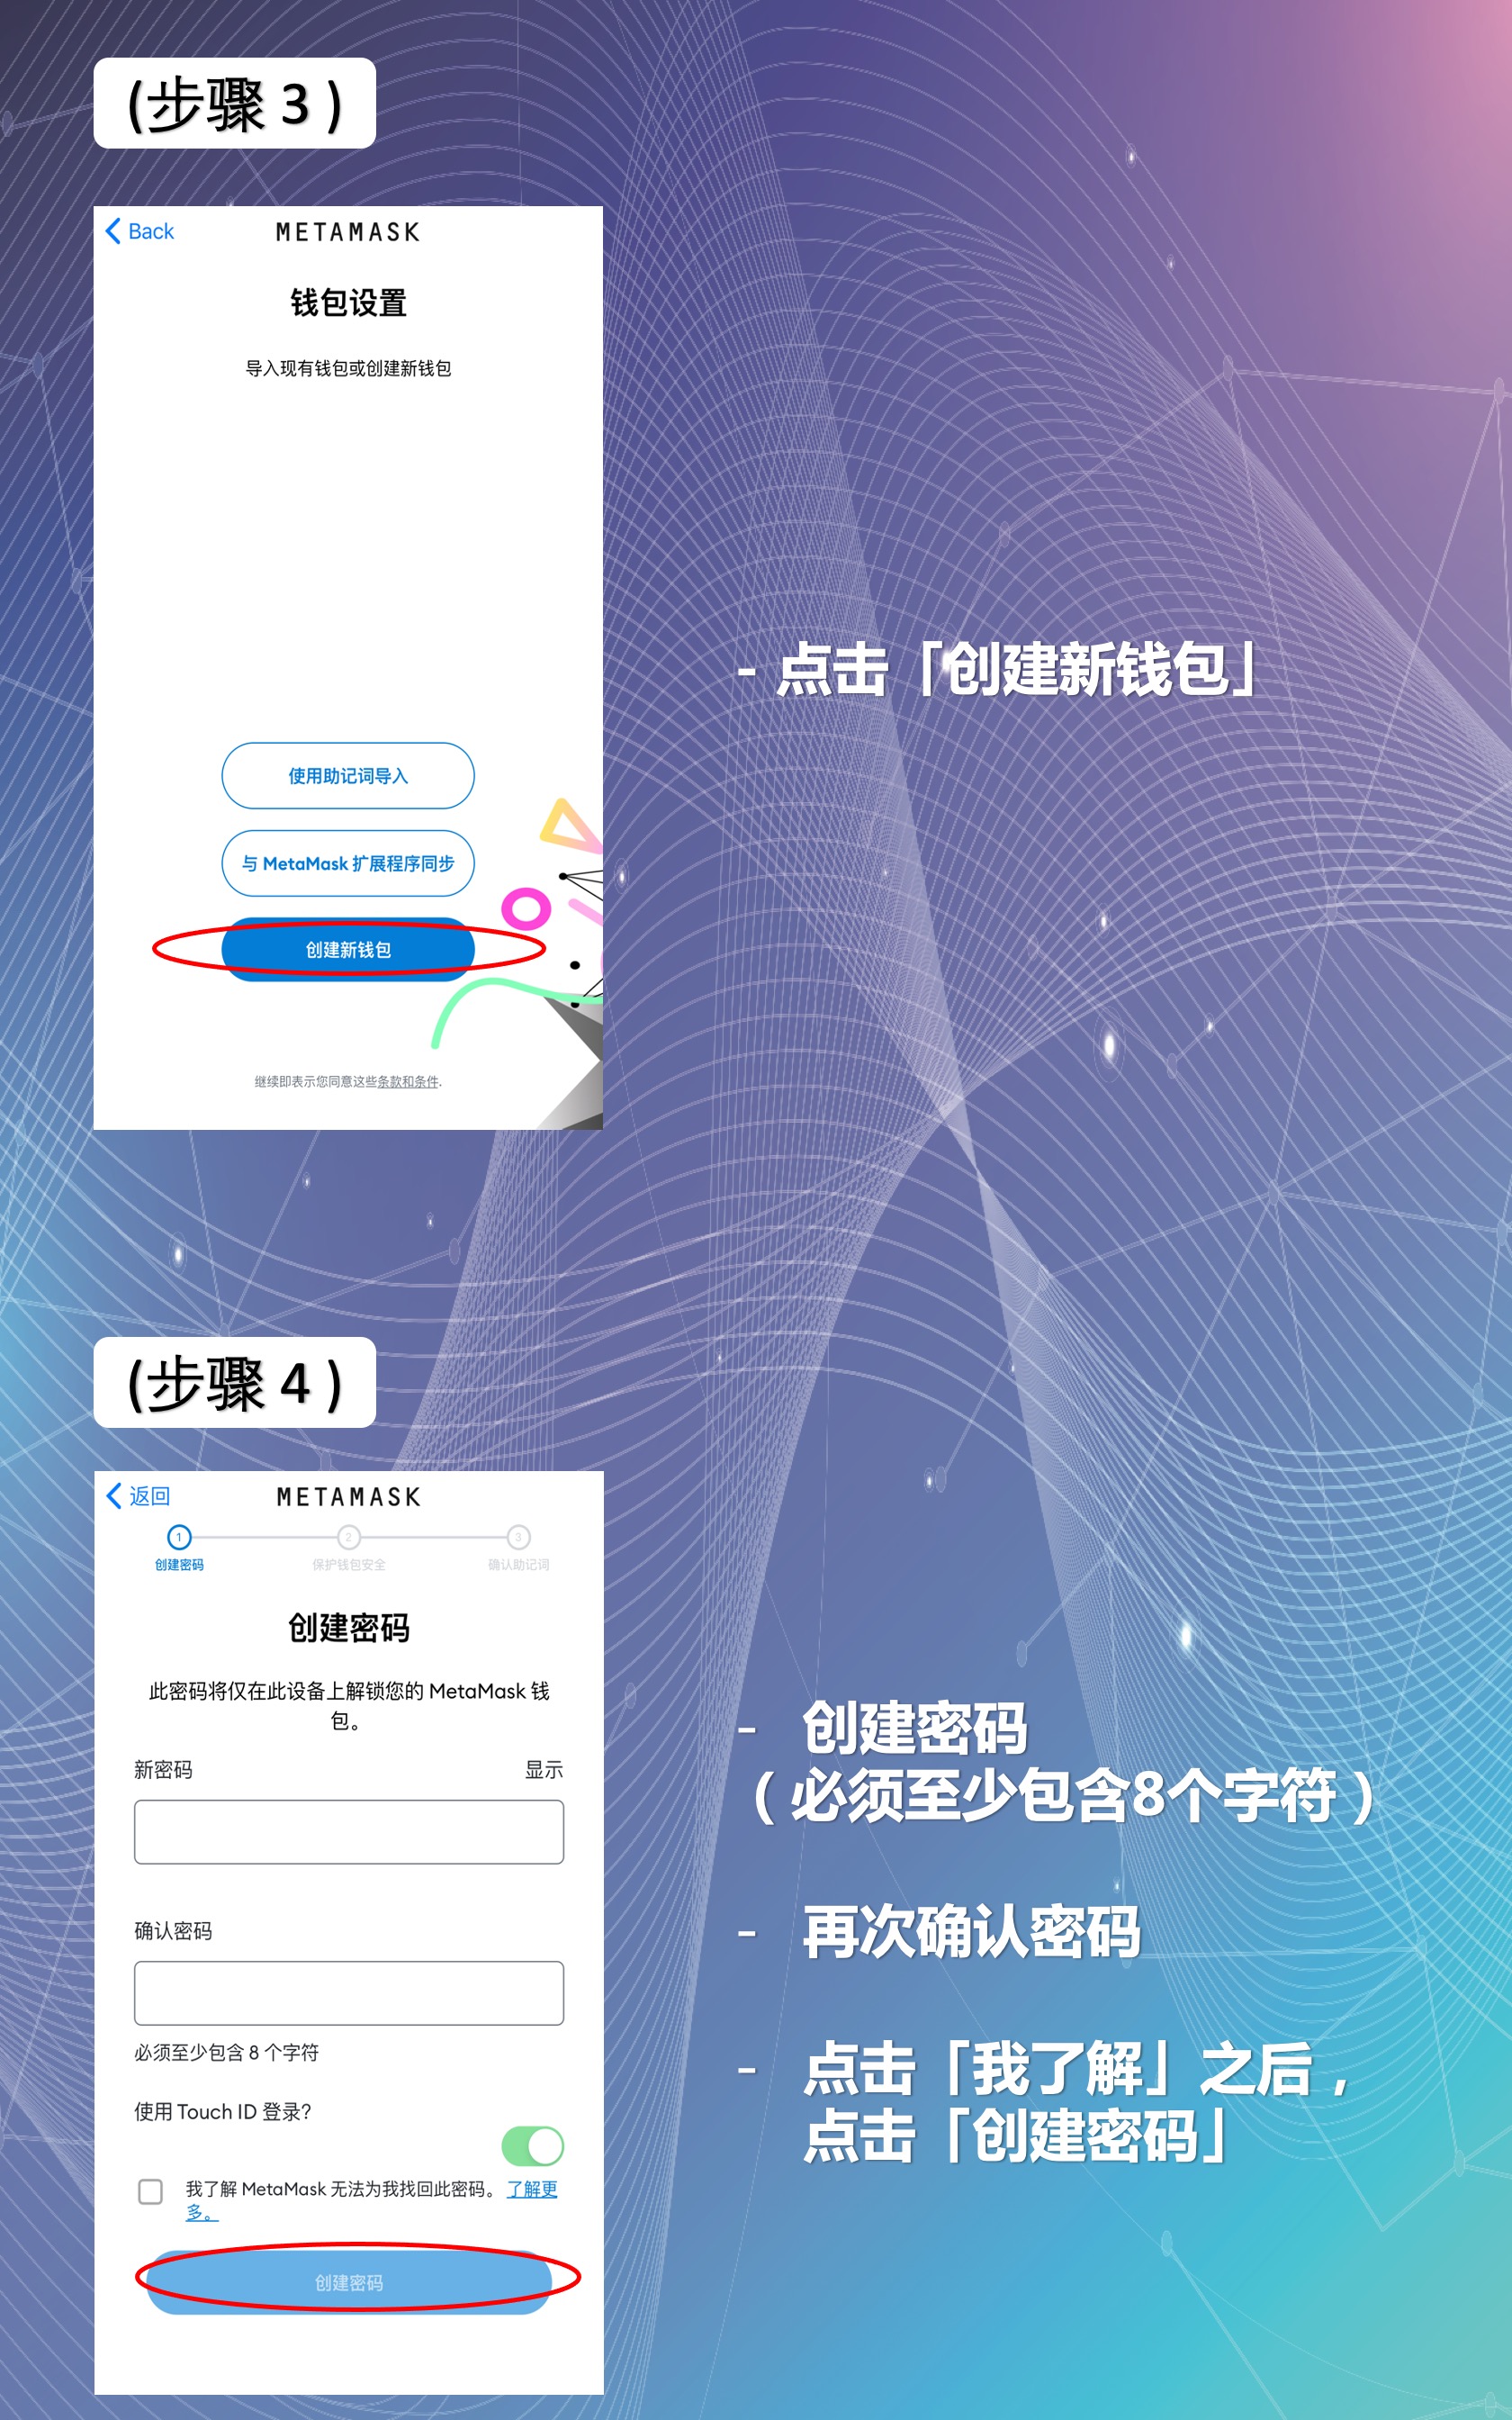 (步骤 3 )
Back
METAMASK
钱包设置
导入现有钱包或创建新钱包
- 点击「创建新钱包」
使用助记词导入
与 MetaMask 扩展程序同步
创建新钱包
继续即表示您同意这些条款和条件.
(步骤 4 )
返回
METAMASK
1
2
3
创建密码
保护钱包安全
确认助记词
创建密码
此密码将仅在此设备上解锁您的 MetaMask 钱
包。
新密码
显示
确认密码
必须至少包含 8 个字符
使用 Touch ID 登录?
我了解 MetaMask 无法为我找回此密码。 了解更
多。
创建密码
- 创建密码
( 必须至少包含8个字符 )
- 再次确认密码
- 点击「我了解」之后 ,
点击「创建密码」